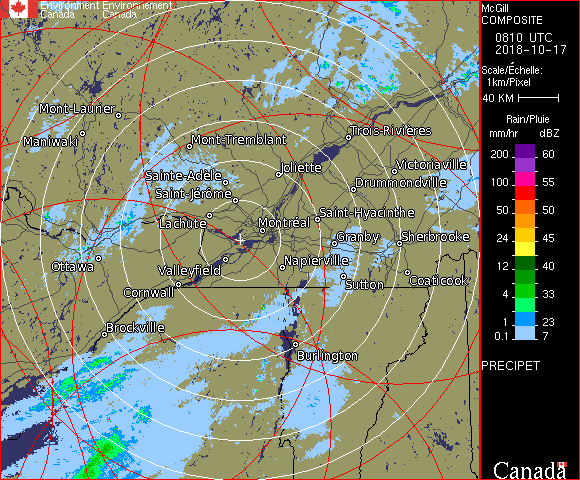 Environment Environnement
Canada Canada
McGill
COMPOSITE
0810 UTC
2018-10-17
Scale/Échelle:
1km/Pixel
40 KM
Rain/Pluie
mm/hr dBZ
200 60
100 55
50 50
24 45
12 40
4 33
1 23
0.1 7
PRECIPET
Canada
Mont-Laurier
Maniwaki
Mont-Tremblant
Trois-Rivières
Sainte-Adèle
Joliette
Victoriaville
Saint-Jérôme
Drummondville
Lachute
Saint-Hyacinthe
Montréal
Granby
Sherbrooke
Ottawa
Valleyfield
Napierville
Cornwall
Sutton
Coaticook
Brockville
Burlington